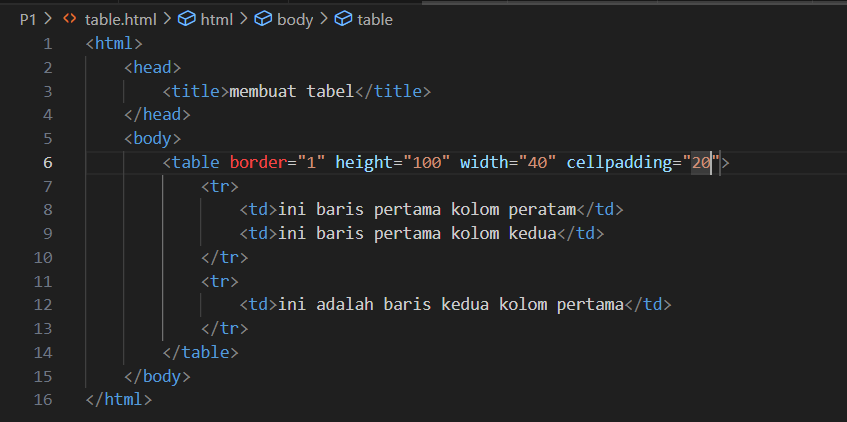 P1 > <> table.html > html > body > table
1 <html>
2     <head>
3         <title>membuat tabel</title>
4     </head>
5     <body>
6         <table border="1" height="100" width="40" cellpadding="20">
7             <tr>
8                 <td>ini baris pertama kolom peratam</td>
9                 <td>ini baris pertama kolom kedua</td>
10             </tr>
11             <tr>
12                 <td>ini adalah baris kedua kolom pertama</td>
13             </tr>
14         </table>
15     </body>
16 </html>